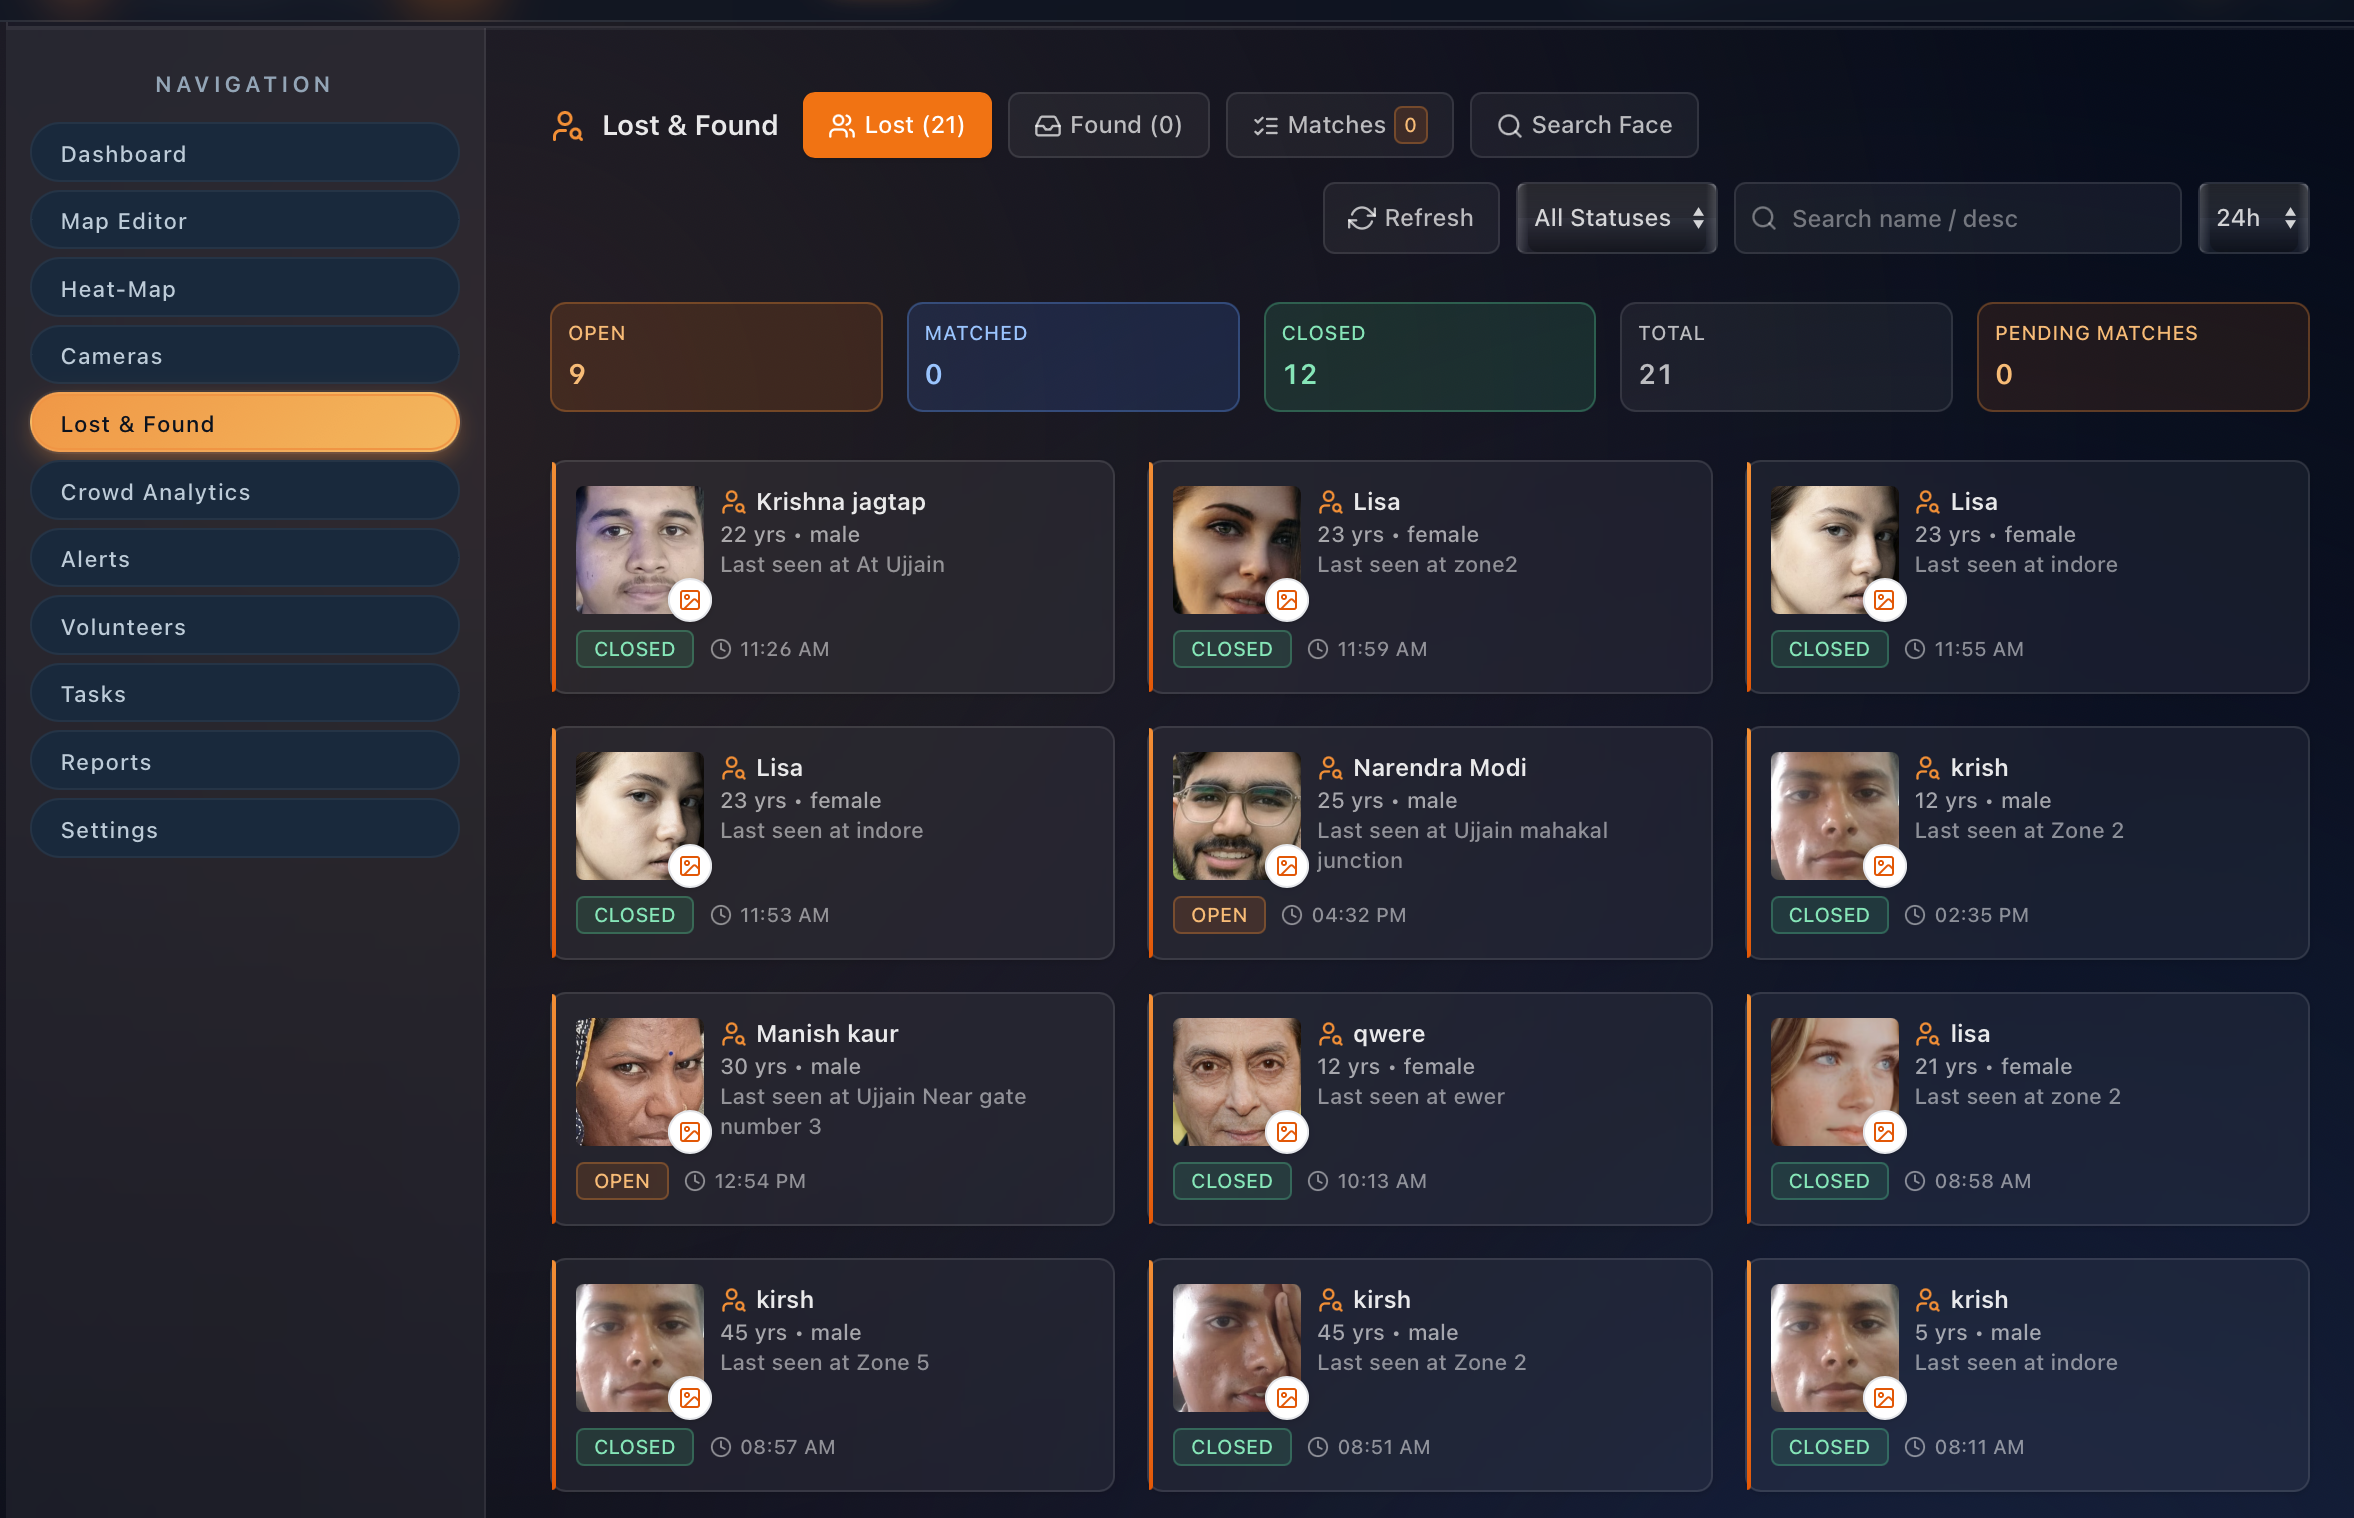 NAVIGATION
Dashboard
Map Editor
Heat-Map
Cameras
Lost & Found
Crowd Analytics
Alerts
Volunteers
Tasks
Reports
Settings
Lost & Found
Lost (21)
Found (0)
Matches 0
Search Face
Refresh
All Statuses
Search name / desc
24h
OPEN
9
MATCHED
0
CLOSED
12
TOTAL
21
PENDING MATCHES
0
Krishna jagtap
22 yrs • male
Last seen at At Ujjain
CLOSED 11:26 AM
Lisa
23 yrs • female
Last seen at zone2
CLOSED 11:59 AM
Lisa
23 yrs • female
Last seen at indore
CLOSED 11:55 AM
Lisa
23 yrs • female
Last seen at indore
CLOSED 11:53 AM
Narendra Modi
25 yrs • male
Last seen at Ujjain mahakal
junction
OPEN 04:32 PM
krish
12 yrs • male
Last seen at Zone 2
CLOSED 02:35 PM
Manish kaur
30 yrs • male
Last seen at Ujjain Near gate
number 3
OPEN 12:54 PM
qwere
12 yrs • female
Last seen at ewer
CLOSED 10:13 AM
lisa
21 yrs • female
Last seen at zone 2
CLOSED 08:58 AM
kirsh
45 yrs • male
Last seen at Zone 5
CLOSED 08:57 AM
kirsh
45 yrs • male
Last seen at Zone 2
CLOSED 08:51 AM
krish
5 yrs • male
Last seen at indore
CLOSED 08:11 AM